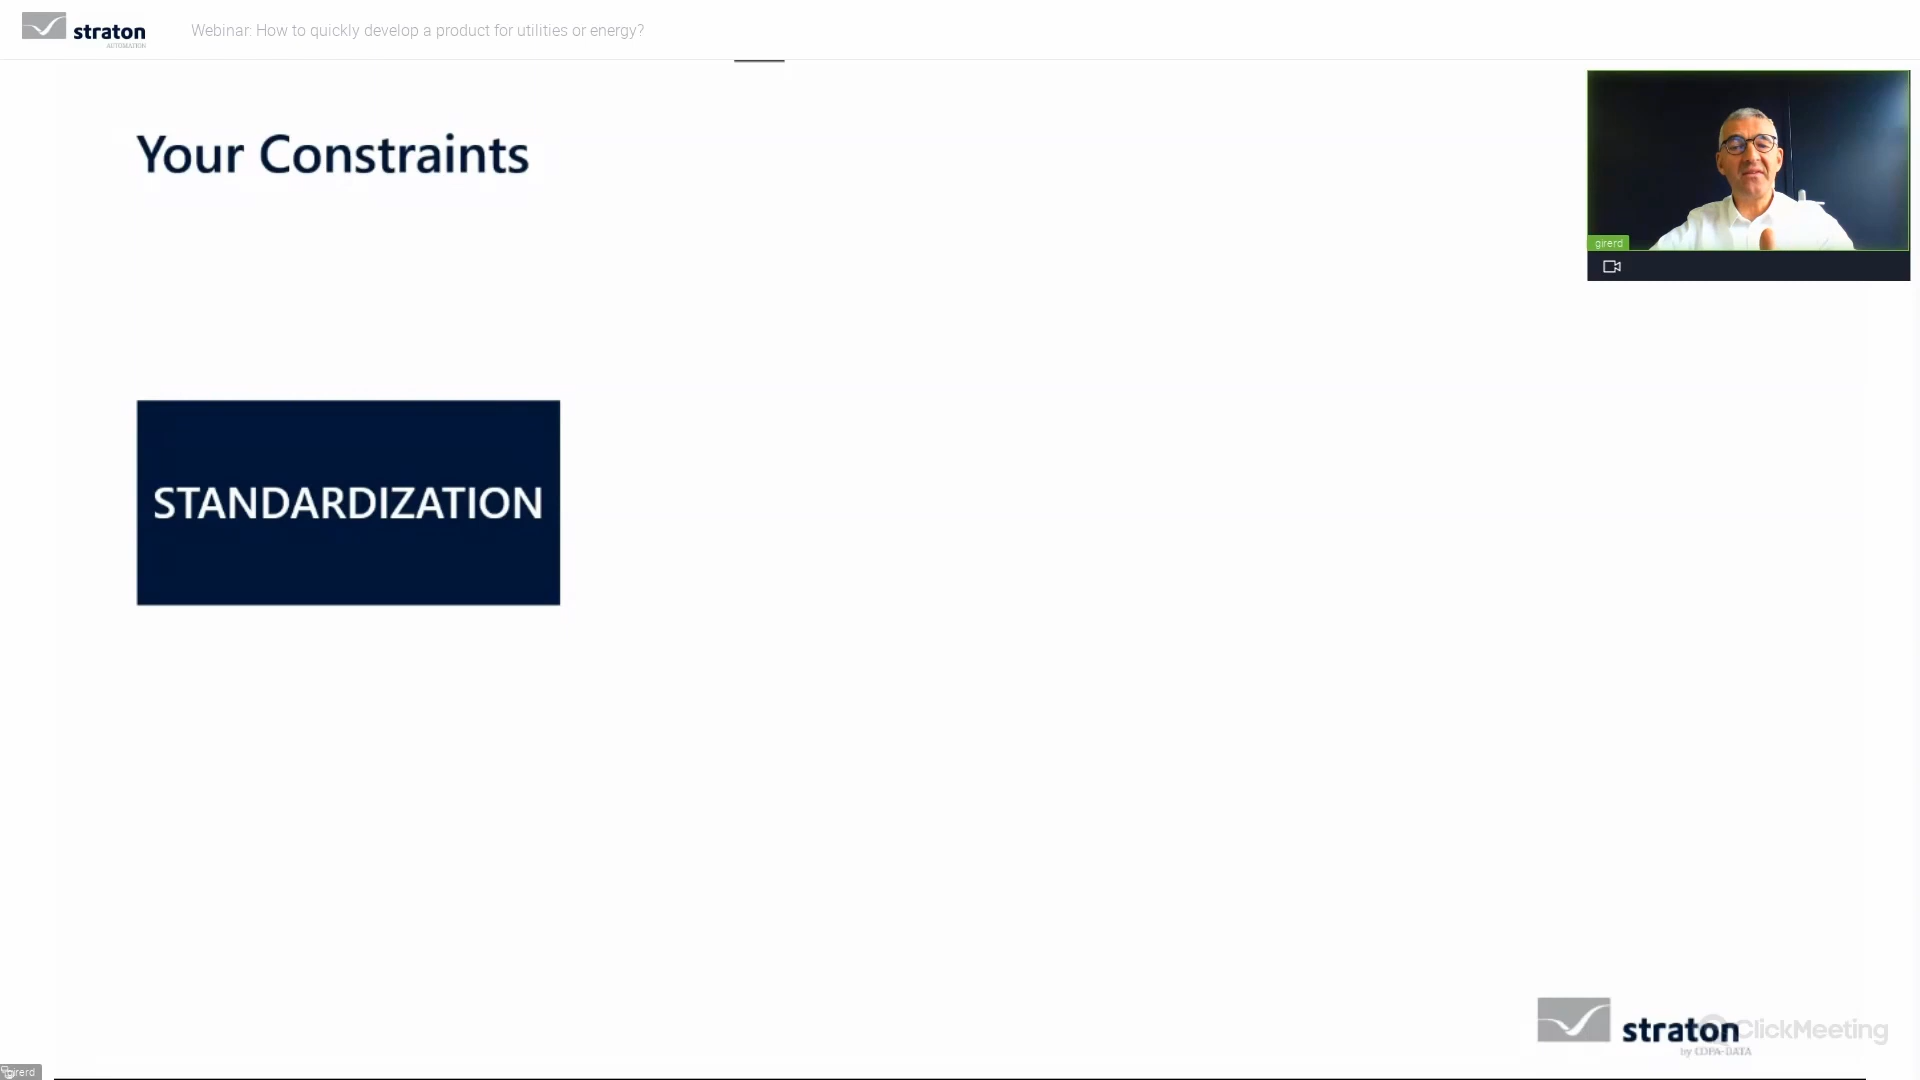 straton
AUTOMATION
Webinar: How to quickly develop a product for utilities or energy?
Your Constraints
girerd
STANDARDIZATION
straton
by COPA-DATA
ClickMeeting
girerd